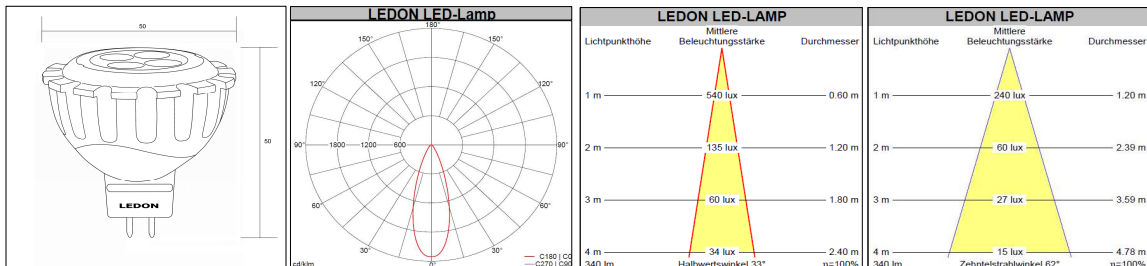 50
50
LEDON
LEDON LED-Lamp
180°
150° 150°
120° 120°
90° 1800 1200 600 90°
60° 60°
30° 30°
0°
cd/klm
C180 | C0
C270 | C90
LEDON LED-LAMP
Lichtpunkthöhe Mittlere Beleuchtungsstärke Durchmesser
1 m 540 lux 0.60 m
2 m 135 lux 1.20 m
3 m 60 lux 1.80 m
4 m 34 lux 2.40 m
340 lm Halbwertswinkel 33° η=100%
LEDON LED-LAMP
Lichtpunkthöhe Mittlere Beleuchtungsstärke Durchmesser
1 m 240 lux 1.20 m
2 m 60 lux 2.39 m
3 m 27 lux 3.59 m
4 m 15 lux 4.78 m
340 lm Zehntelstrahlwinkel 62° η=100%